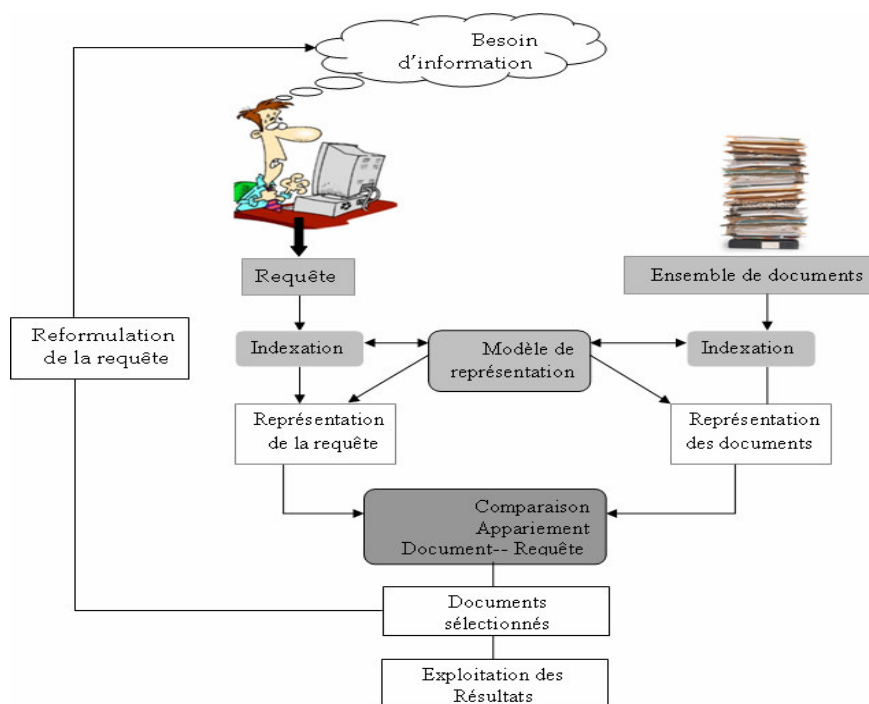 Besoin
d'information
Requête
Ensemble de documents
Reformulation
de la requête
Indexation
Modèle de
représentation
Indexation
Représentation
de la requête
Représentation
des documents
Comparaison
Appariement
Document-- Requête
Documents
sélectionnés
Exploitation des
Résultats